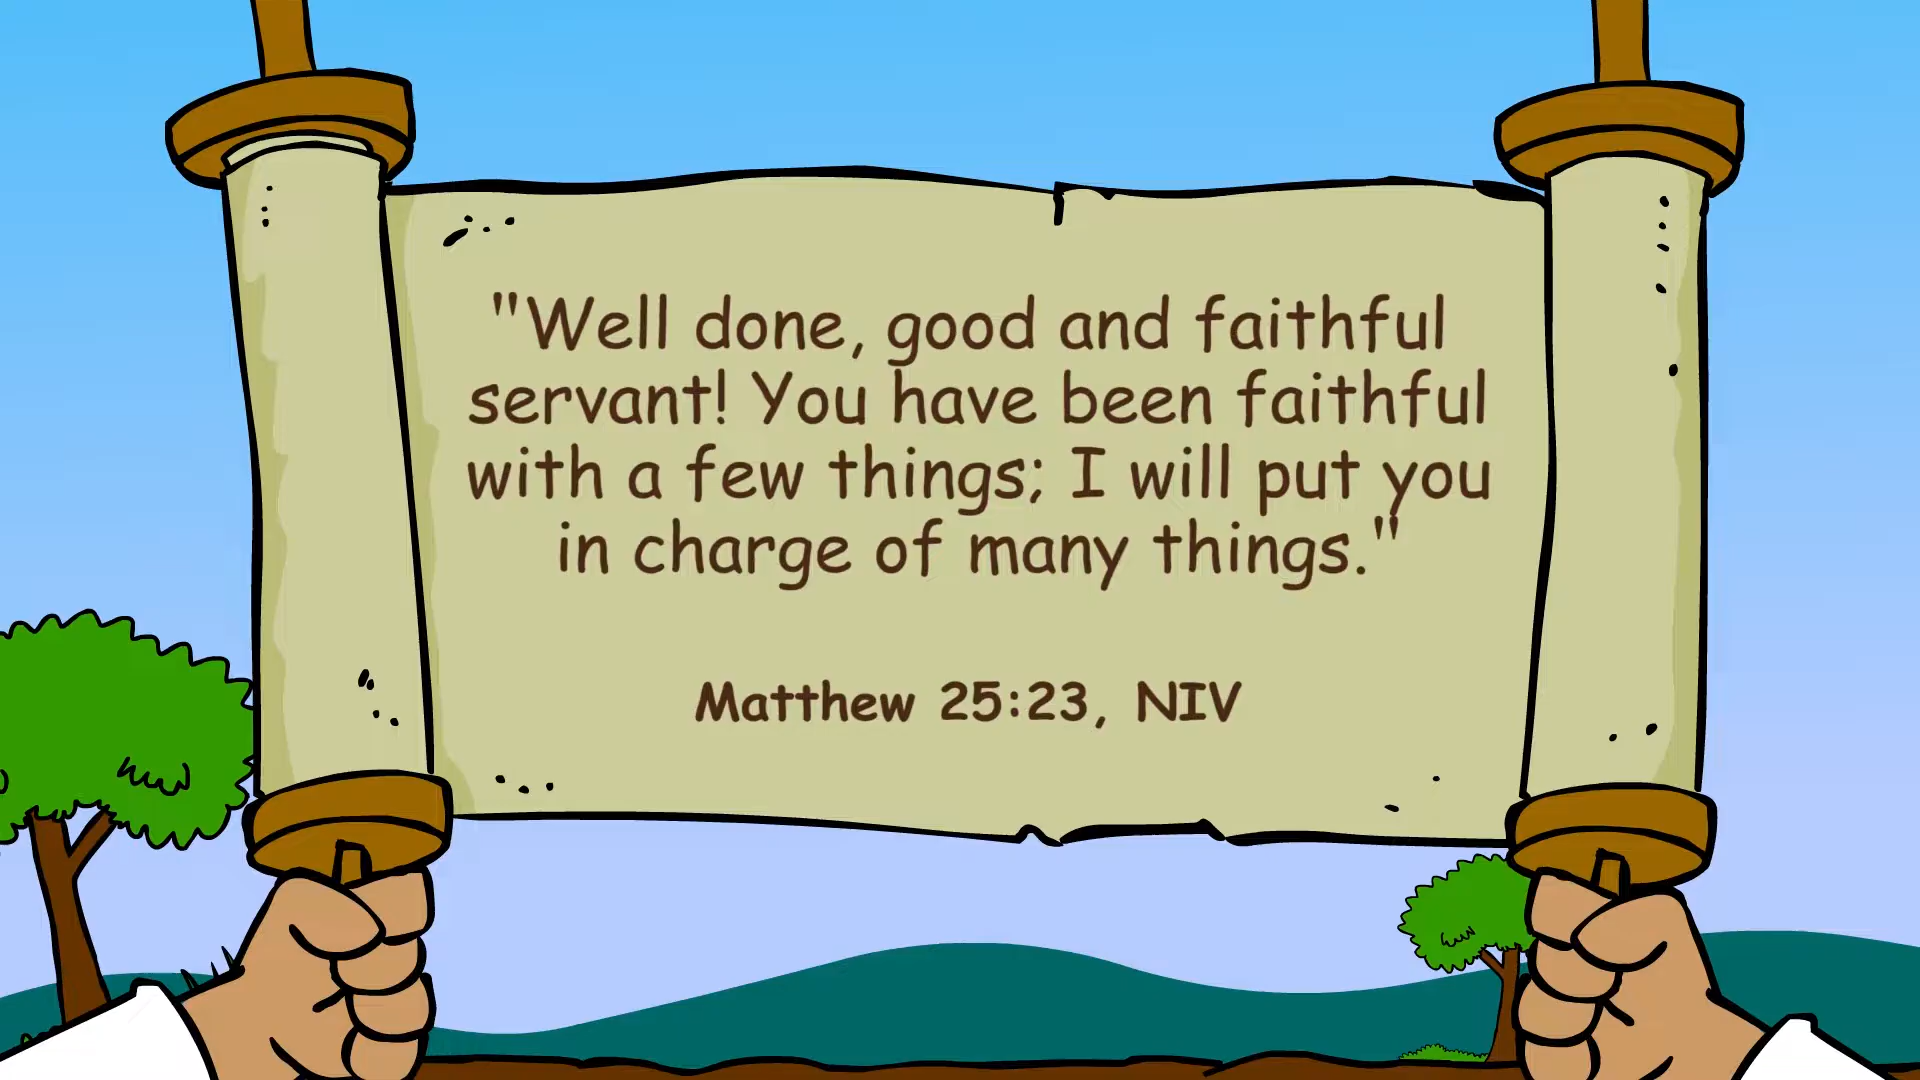 "Well done, good and faithful
servant! You have been faithful
with a few things; I will put you
in charge of many things."
Matthew 25:23, NIV